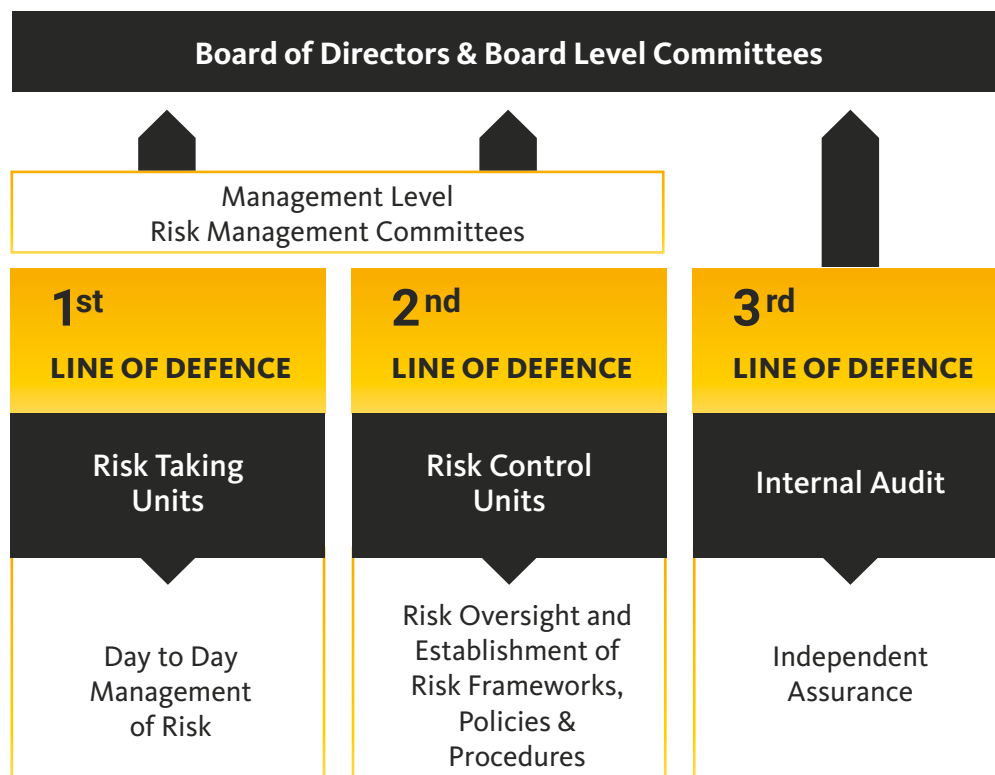 Board of Directors & Board Level Committees
Management Level
Risk Management Committees
1st
LINE OF DEFENCE
Risk Taking
Units
Day to Day
Management
of Risk
2nd
LINE OF DEFENCE
Risk Control
Units
Risk Oversight and
Establishment of
Risk Frameworks,
Policies &
Procedures
3rd
LINE OF DEFENCE
Internal Audit
Independent
Assurance